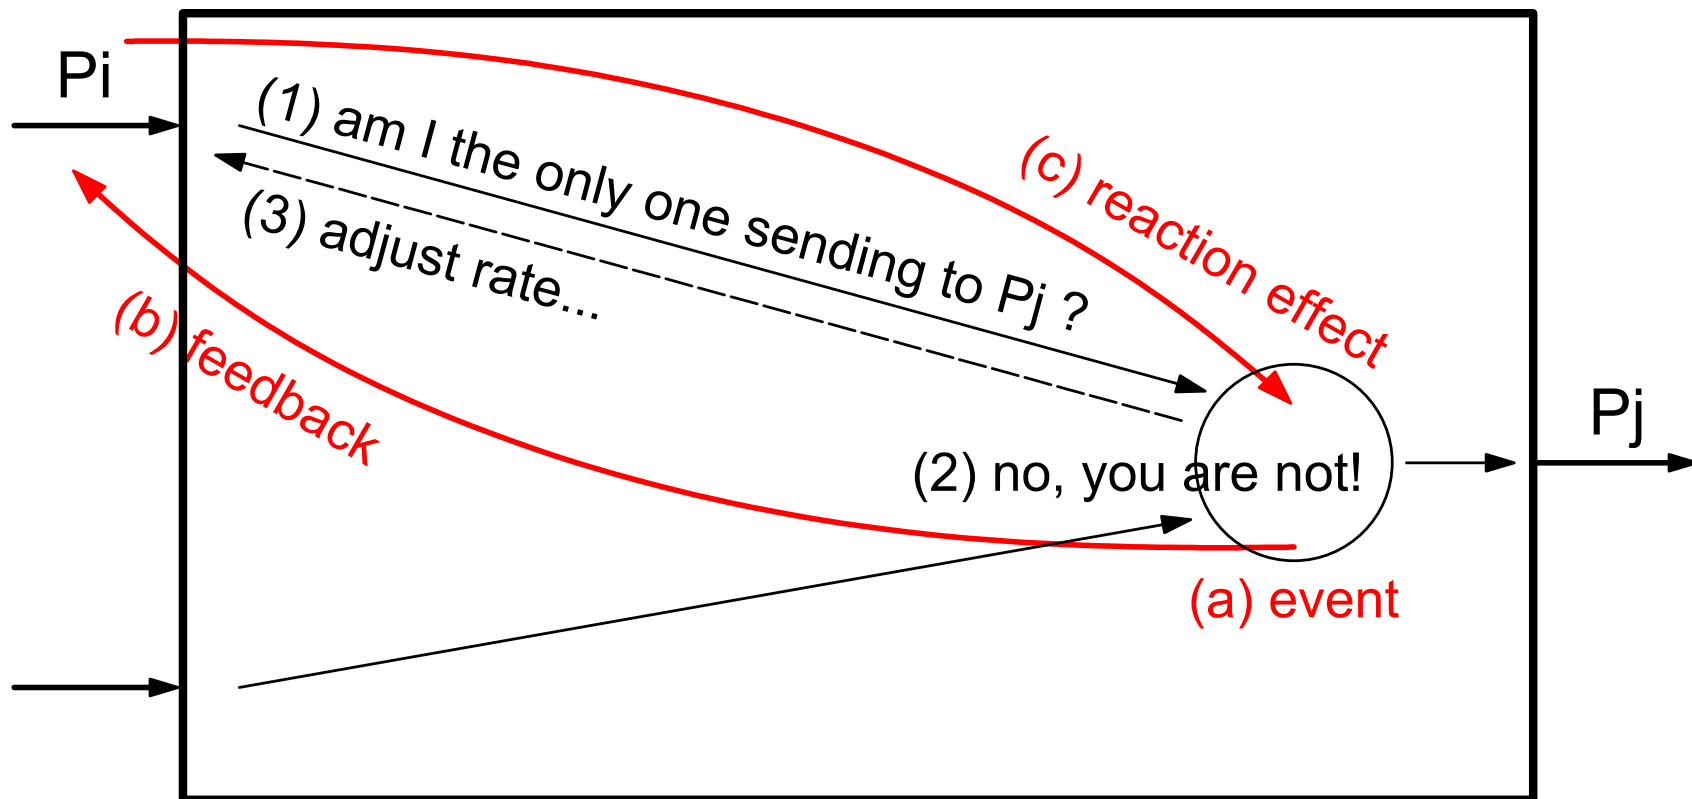 Pi
(1) am I the only one sending to Pj ?
(c) reaction effect
(3) adjust rate...
(b) feedback
Pj
(2) no, you are not!
(a) event